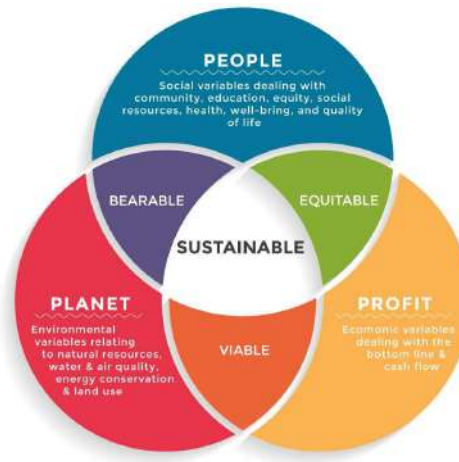 PEOPLE
Social variables dealing with
community, education, equity, social
resources, health, well-bring, and quality
of life
BEARABLE
EQUITABLE
SUSTAINABLE
PLANET
Environmental
variables relating
to natural resources,
water & air quality,
energy conservation
& land use
PROFIT
Ecomonic variables
dealing with the
bottom line &
cash flow
VIABLE